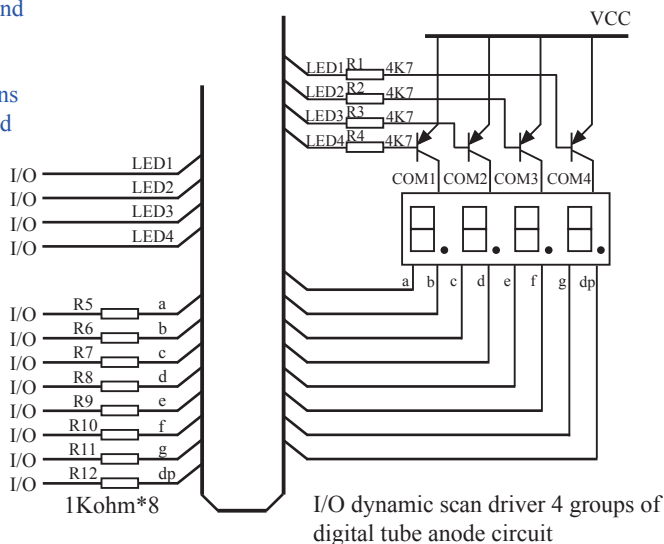 nd
ns
d
VCC
LED1 R1 4K7
LED2 R2 4K7
LED3 R3 4K7
LED4 R4 4K7
COM1 COM2 COM3 COM4
I/O LED1
I/O LED2
I/O LED3
I/O LED4
a b c d e f g dp
I/O R5 a
I/O R6 b
I/O R7 c
I/O R8 d
I/O R9 e
I/O R10 f
I/O R11 g
I/O R12 dp
1Kohm*8
I/O dynamic scan driver 4 groups of
digital tube anode circuit